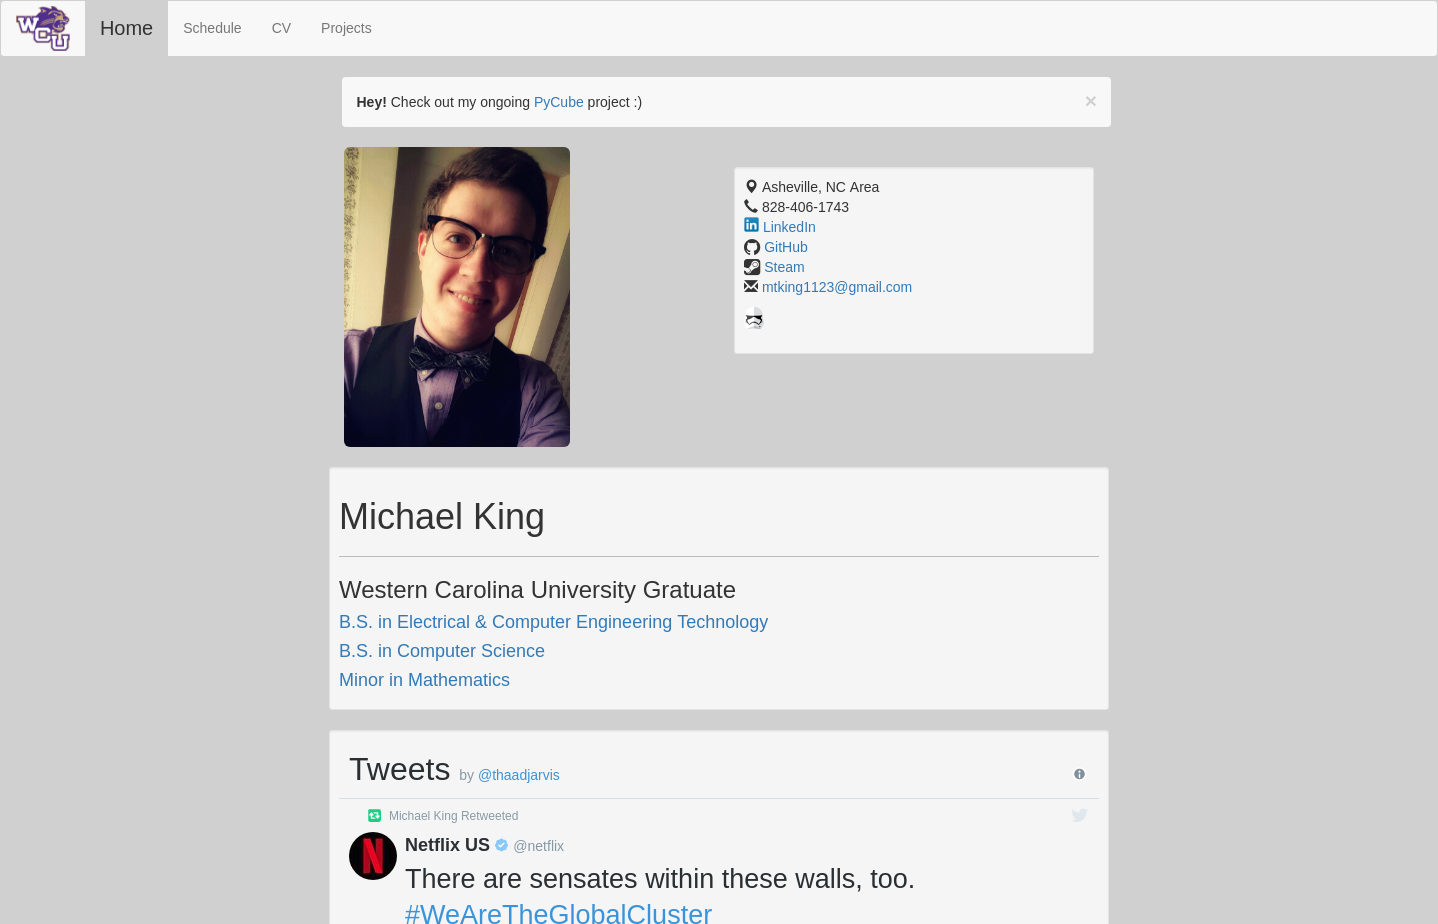 WCU
Home
Schedule
CV
Projects
Hey! Check out my ongoing PyCube project :)
×
Asheville, NC Area
828-406-1743
LinkedIn
GitHub
Steam
mtking1123@gmail.com
Michael King
Western Carolina University Gratuate
B.S. in Electrical & Computer Engineering Technology
B.S. in Computer Science
Minor in Mathematics
Tweets by @thaadjarvis
Michael King Retweeted
Netflix US @netflix
There are sensates within these walls, too.
#WeAreTheGlobalCluster